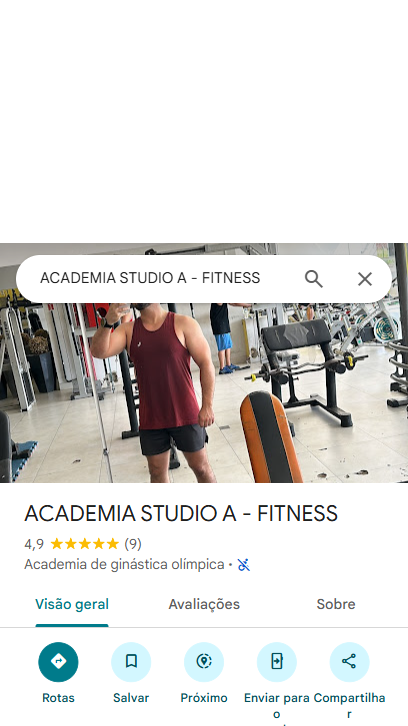 ACADEMIA STUDIO A - FITNESS
ACADEMIA STUDIO A - FITNESS
4,9 ★★★★★ (9)
Academia de ginástica olímpica •
Visão geral Avaliações Sobre
Rotas Salvar Próximo Enviar para o Compartilhar